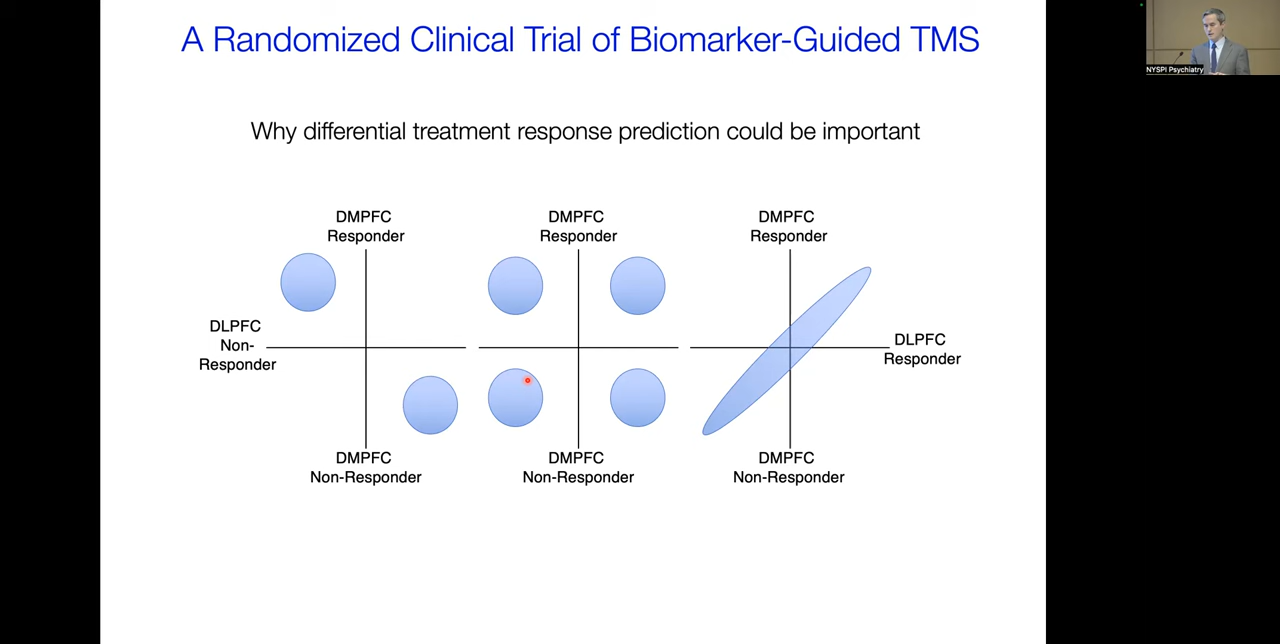 A Randomized Clinical Trial of Biomarker-Guided TMS
NYSPI Psychiatry
Why differential treatment response prediction could be important
DMPFC
Responder
DMPFC
Responder
DMPFC
Responder
DLPFC
Non-
Responder
DLPFC
Responder
DMPFC
Non-Responder
DMPFC
Non-Responder
DMPFC
Non-Responder